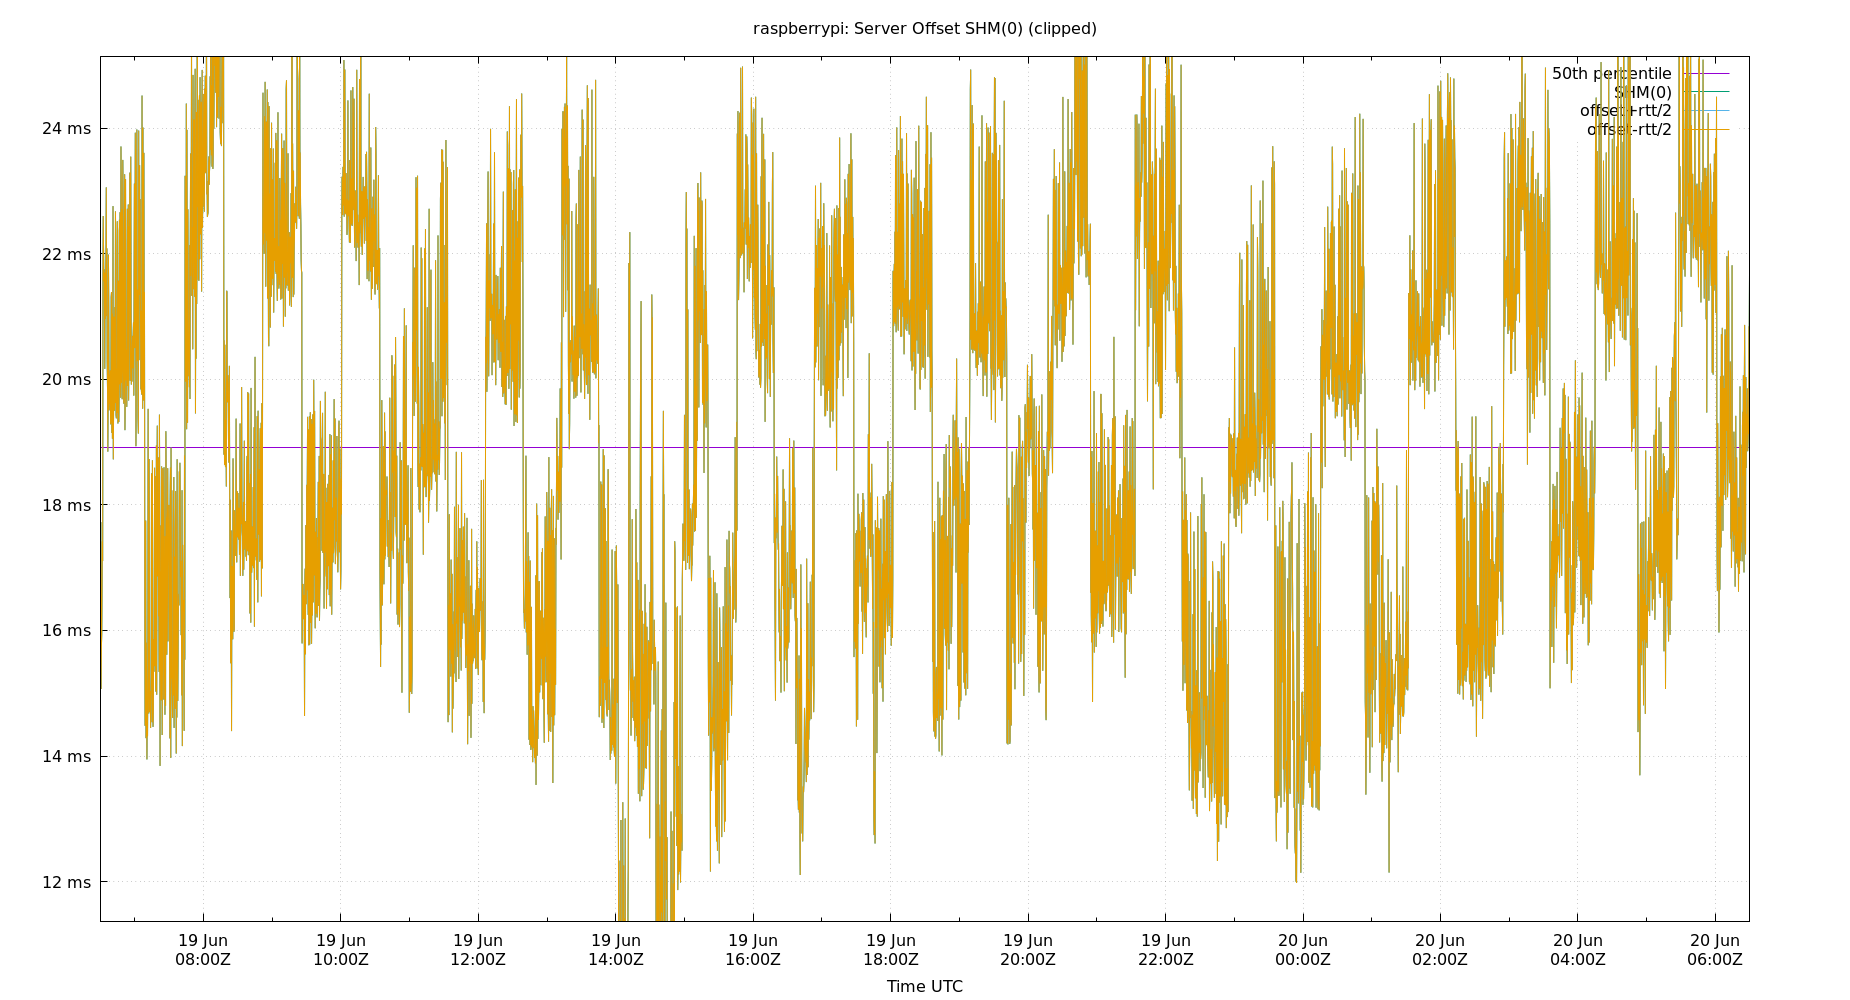 raspberrypi: Server Offset SHM(0) (clipped)
50th percentile
SHM(0)
offset+rtt/2
offset-rtt/2
24 ms
22 ms
20 ms
18 ms
16 ms
14 ms
12 ms
19 Jun 19 Jun 19 Jun 19 Jun 19 Jun 19 Jun 19 Jun 19 Jun 20 Jun 20 Jun 20 Jun 20 Jun
08:00Z 10:00Z 12:00Z 14:00Z 16:00Z 18:00Z 20:00Z 22:00Z 00:00Z 02:00Z 04:00Z 06:00Z
Time UTC